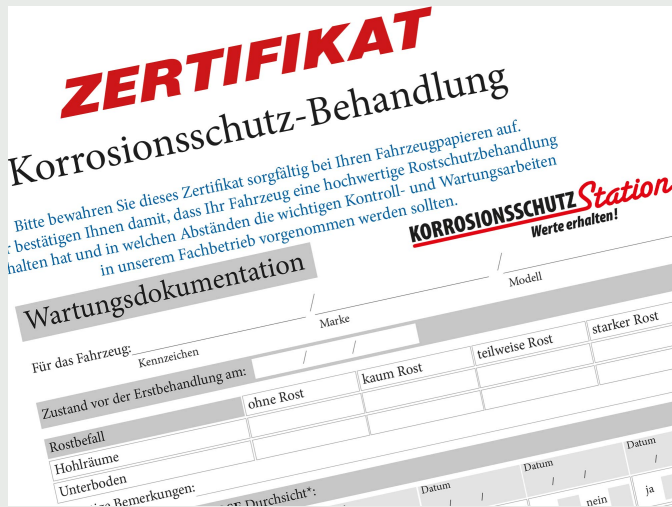 ZERTIFIKAT
Korrosionsschutz-Behandlung
Bitte bewahren Sie dieses Zertifikat sorgfältig bei Ihren Fahrzeugpapieren auf.
bestätigen Ihnen damit, dass Ihr Fahrzeug eine hochwertige Rostschutzbehandlung
halten hat und in welchen Abständen die wichtigen Kontroll- und Wartungsarbeiten
in unserem Fachbetrieb vorgenommen werden sollten.
KORROSIONSSCHUTZ Station
Werte erhalten!
Wartungsdokumentation
Für das Fahrzeug: / /
Kennzeichen Marke Modell
Zustand vor der Erstbehandlung am: / /
Rostbefall ohne Rost kaum Rost teilweise Rost starker Rost
Hohlräume
Unterboden
Bemerkungen:
Durchsicht*: Datum Datum Datum
/ / / / /
nein ja